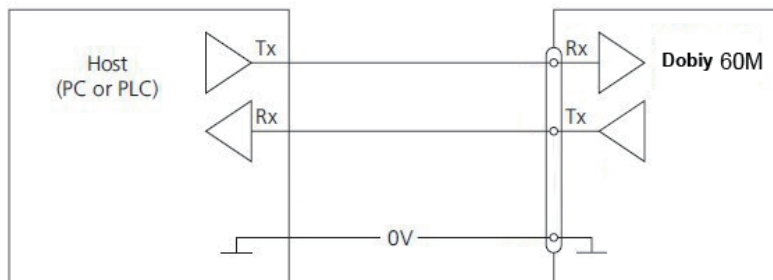 Host
(PC or PLC)
Tx
Rx
Rx
Tx
Dobiy 60M
0V